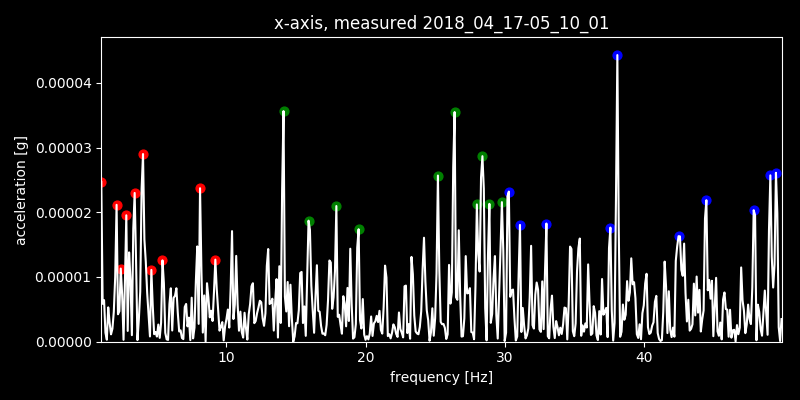 x-axis, measured 2018_04_17-05_10_01
acceleration [g]
0.00004
0.00003
0.00002
0.00001
0.00000
10 20 30 40
frequency [Hz]